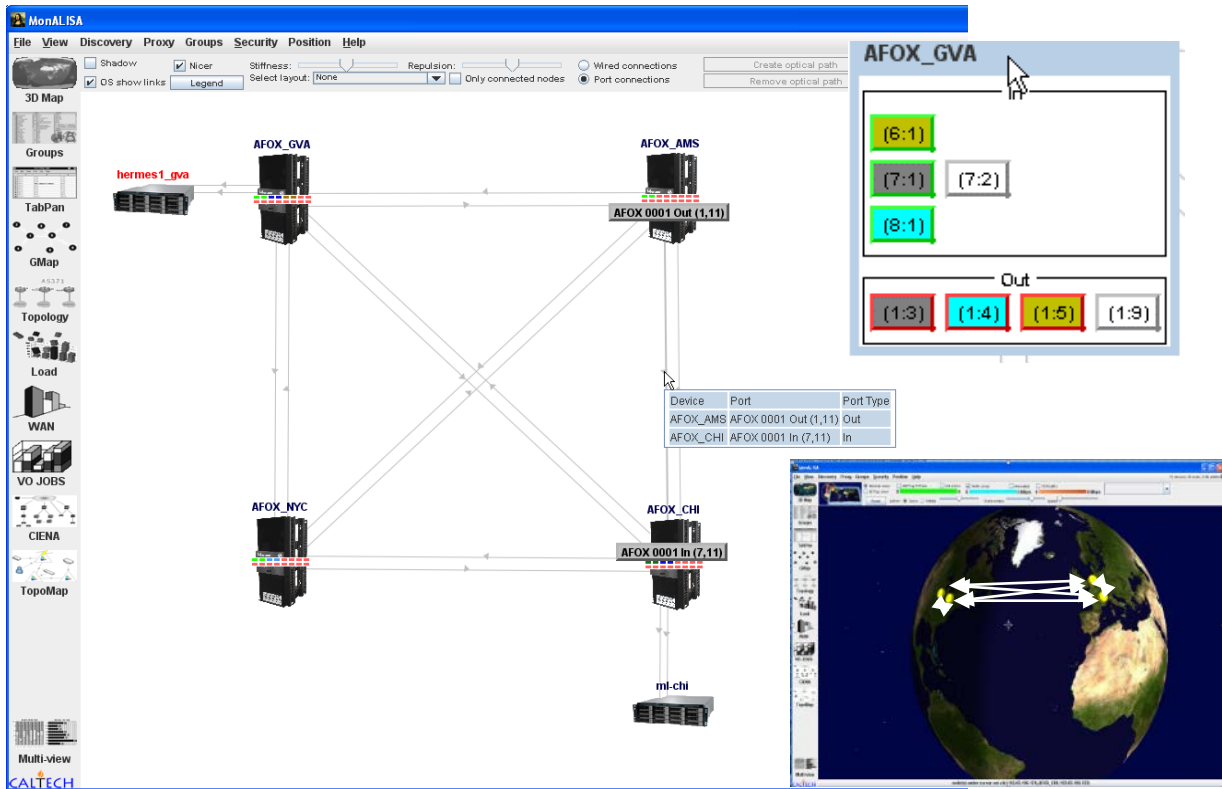 MonALISA
File View Discovery Proxy Groups Security Position Help
Shadow Nicer Stiffness: Repulsion: Wired connections Create optical path
OS show links Legend Select layout: None Only connected nodes Port connections Remove optical path
3D Map
Groups
TabPan
GMap
AS371
Topology
Load
WAN
VO JOBS
CIENA
TopoMap
Multi-view
CALTECH
AFOX_GVA
AFOX_AMS
hermes1_gva
AFOX 0001 Out (1,11)
Device Port Port Type
AFOX_AMS AFOX 0001 Out (1,11) Out
AFOX_CHI AFOX 0001 In (7,11) In
AFOX_NYC
AFOX_CHI
AFOX 0001 In (7,11)
ml-chi
AFOX_GVA
In
(6:1)
(7:1) (7:2)
(8:1)
Out
(1:3) (1:4) (1:5) (1:9)